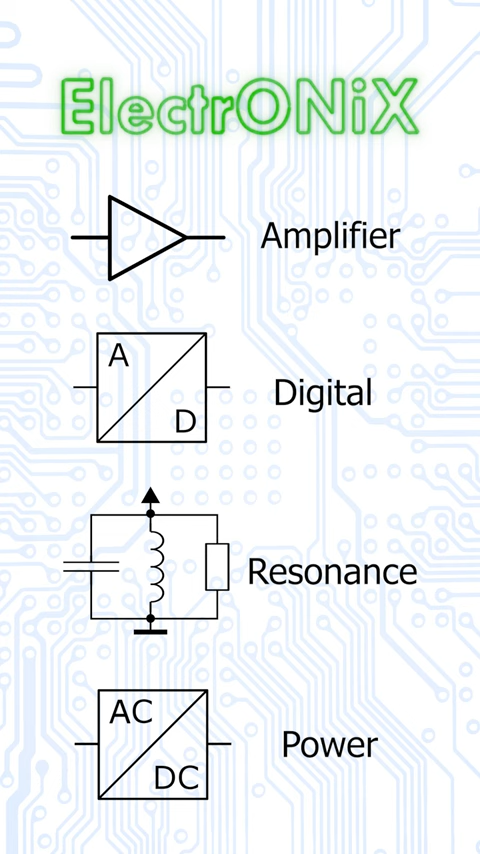 ElectrONiX
Amplifier
A
D
Digital
Resonance
AC
DC
Power